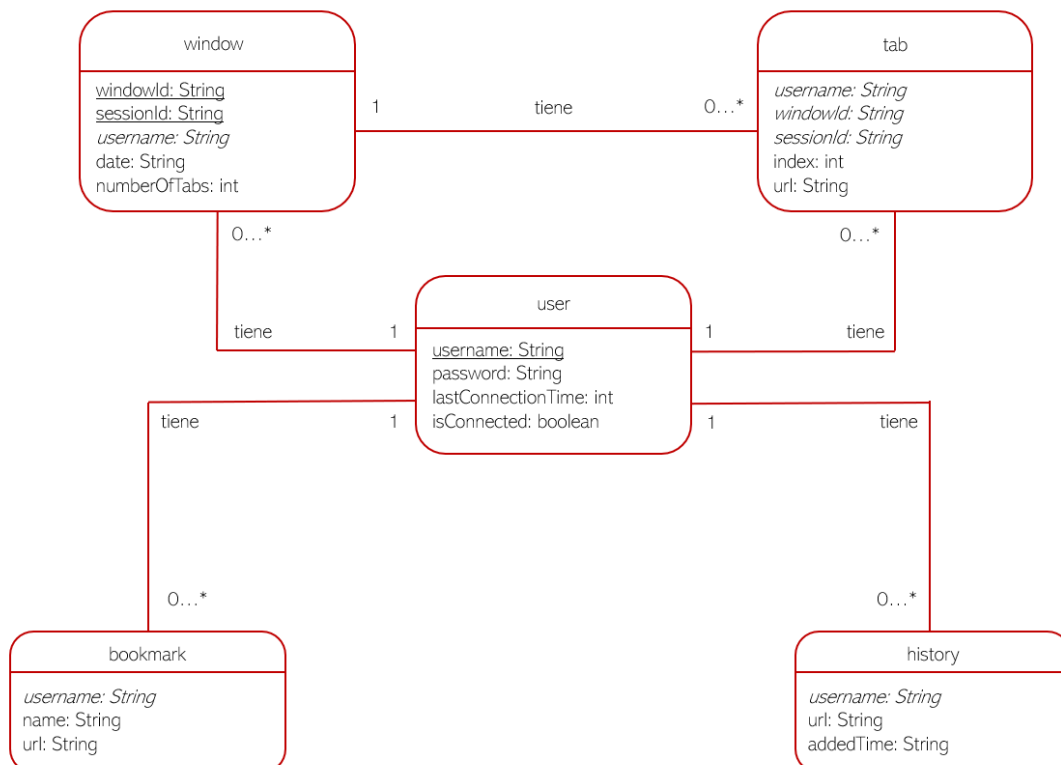 window
windowId: String
sessionId: String
username: String
date: String
numberOfTabs: int
1
tiene
0...*
tab
username: String
windowId: String
sessionId: String
index: int
url: String
0...*
tiene
1
0...*
tiene
1
user
username: String
password: String
lastConnectionTime: int
isConnected: boolean
tiene
1
0...*
1
tiene
0...*
bookmark
username: String
name: String
url: String
history
username: String
url: String
addedTime: String